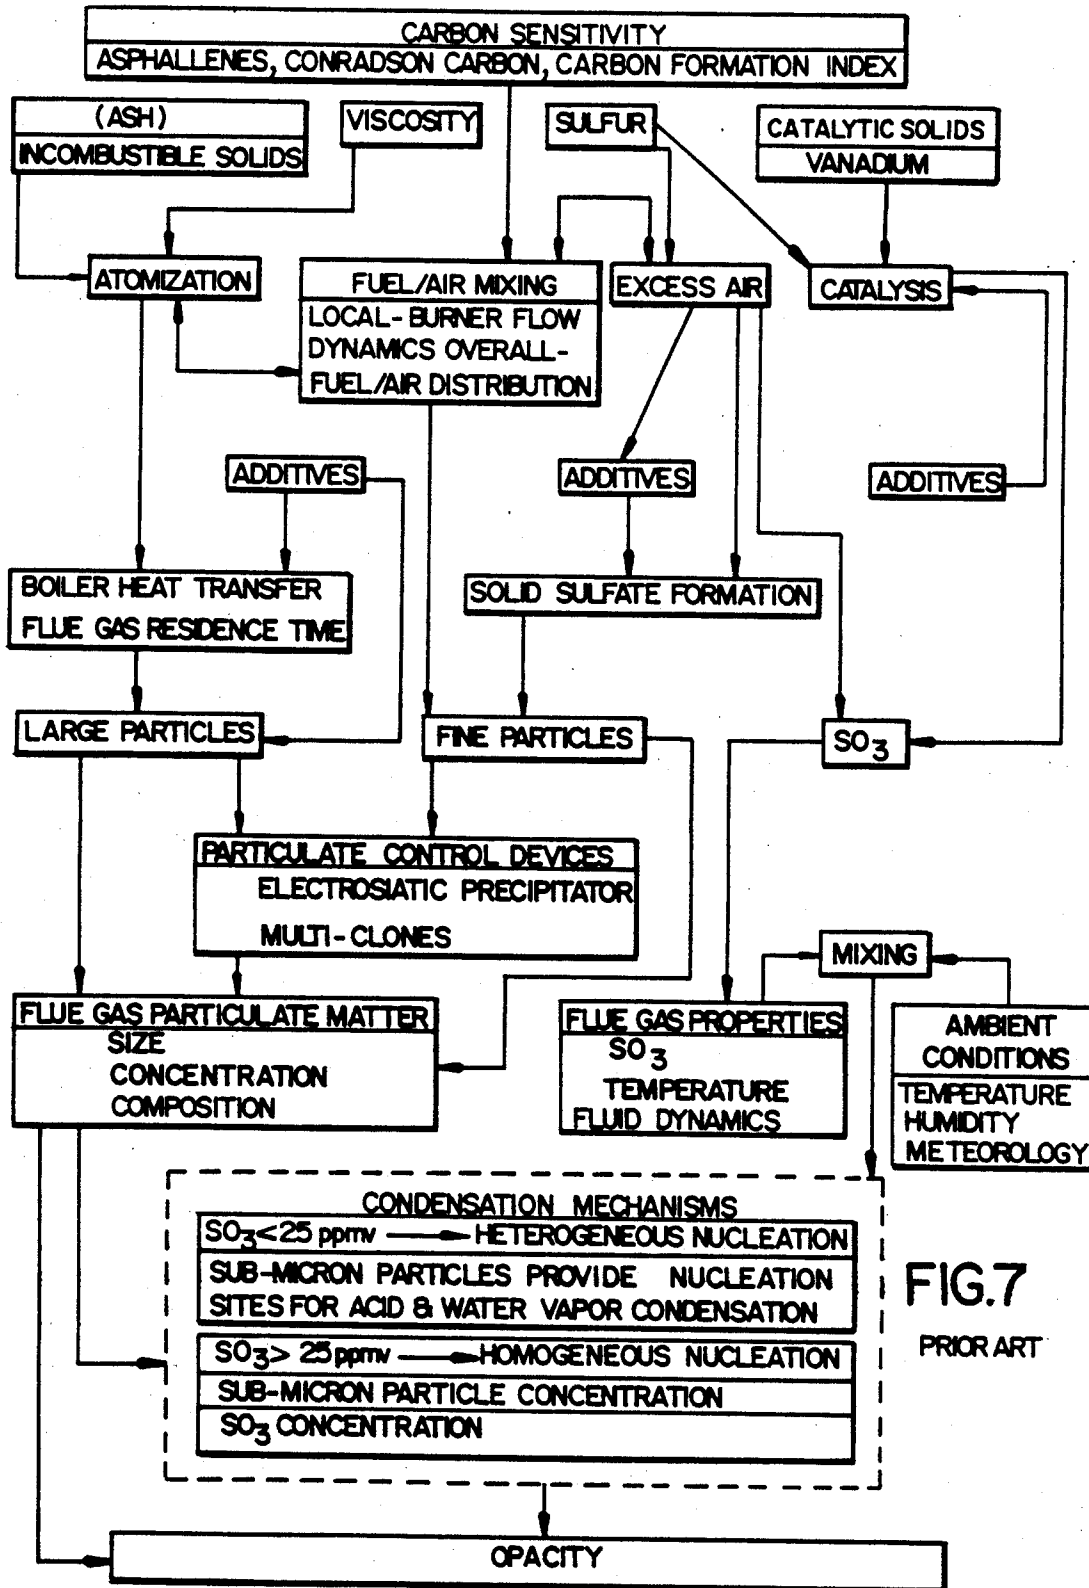 CARBON SENSITIVITY
ASPHALLENES, CONRADSON CARBON, CARBON FORMATION INDEX
(ASH)
INCOMBUSTIBLE SOLIDS
VISCOSITY
SULFUR
CATALYTIC SOLIDS
VANADIUM
ATOMIZATION
FUEL/AIR MIXING
LOCAL-BURNER FLOW
DYNAMICS OVERALL-
FUEL/AIR DISTRIBUTION
EXCESS AIR
CATALYSIS
ADDITIVES
ADDITIVES
ADDITIVES
BOILER HEAT TRANSFER
FLUE GAS RESIDENCE TIME
SOLID SULFATE FORMATION
LARGE PARTICLES
FINE PARTICLES
SO3
PARTICULATE CONTROL DEVICES
ELECTROSIATIC PRECIPITATOR
MULTI-CLONES
MIXING
FLUE GAS PARTICULATE MATTER
SIZE
CONCENTRATION
COMPOSITION
FLUE GAS PROPERTIES
SO3
TEMPERATURE
FLUID DYNAMICS
AMBIENT
CONDITIONS
TEMPERATURE
HUMIDITY
METEOROLOGY
CONDENSATION MECHANISMS
SO3<25 ppmv → HETEROGENEOUS NUCLEATION
SUB-MICRON PARTICLES PROVIDE NUCLEATION
SITES FOR ACID & WATER VAPOR CONDENSATION
SO3> 25 ppmv → HOMOGENEOUS NUCLEATION
SUB-MICRON PARTICLE CONCENTRATION
SO3 CONCENTRATION
FIG.7
PRIOR ART
OPACITY